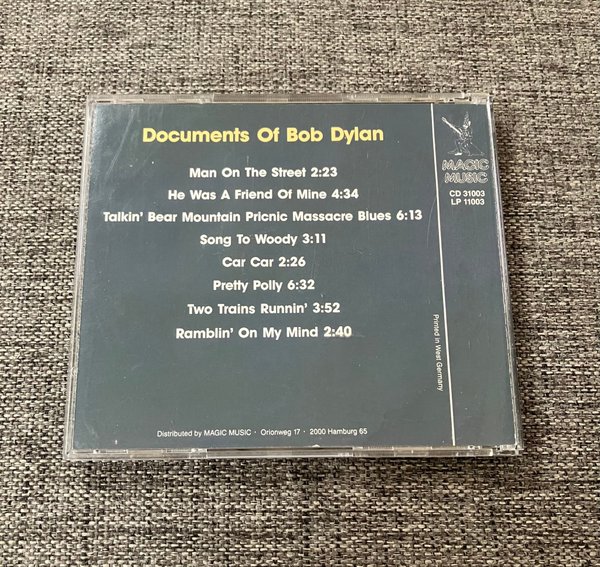 Documents Of Bob Dylan
Man On The Street 2:23
He Was A Friend Of Mine 4:34
Talkin' Bear Mountain Pricnic Massacre Blues 6:13
Song To Woody 3:11
Car Car 2:26
Pretty Polly 6:32
Two Trains Runnin' 3:52
Ramblin' On My Mind 2:40
Distributed by MAGIC MUSIC · Orionweg 17 · 2000 Hamburg 65
MAGIC
MUSIC
CD 31003
LP 11003
Printed in West Germany